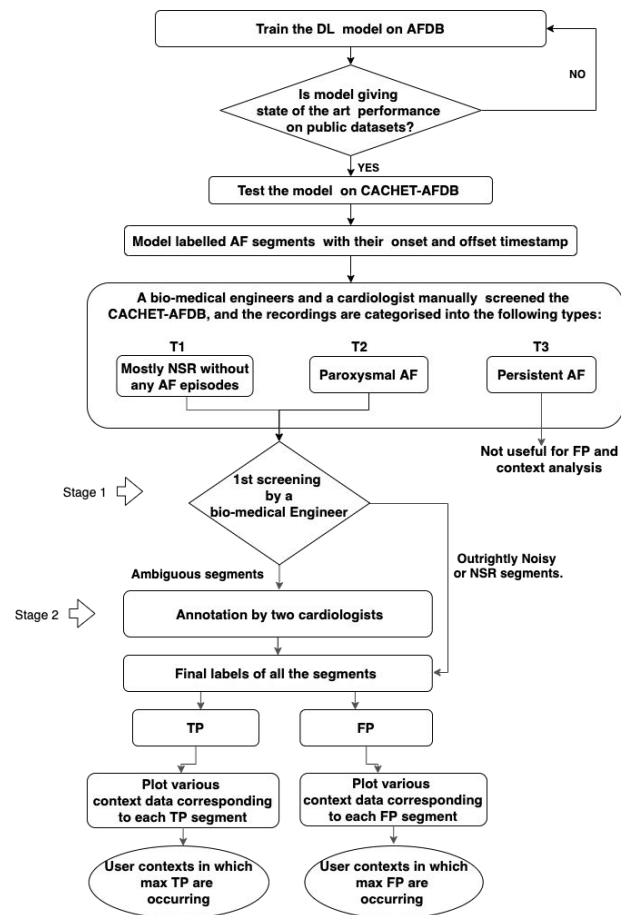 Train the DL model on AFDB
NO
Is model giving
state of the art performance
on public datasets?
YES
Test the model on CACHET-AFDB
Model labelled AF segments with their onset and offset timestamp
A bio-medical engineers and a cardiologist manually screened the
CACHET-AFDB, and the recordings are categorised into the following types:
T1
T2
T3
Mostly NSR without
any AF episodes
Paroxysmal AF
Persistent AF
Not useful for FP and
context analysis
Stage 1
1st screening
by a
bio-medical Engineer
Outrightly Noisy
or NSR segments.
Ambiguous segments
Stage 2
Annotation by two cardiologists
Final labels of all the segments
TP
FP
Plot various
context data corresponding
to each TP segment
Plot various
context data corresponding
to each FP segment
User contexts in which
max TP are
occurring
User contexts in which
max FP are
occurring